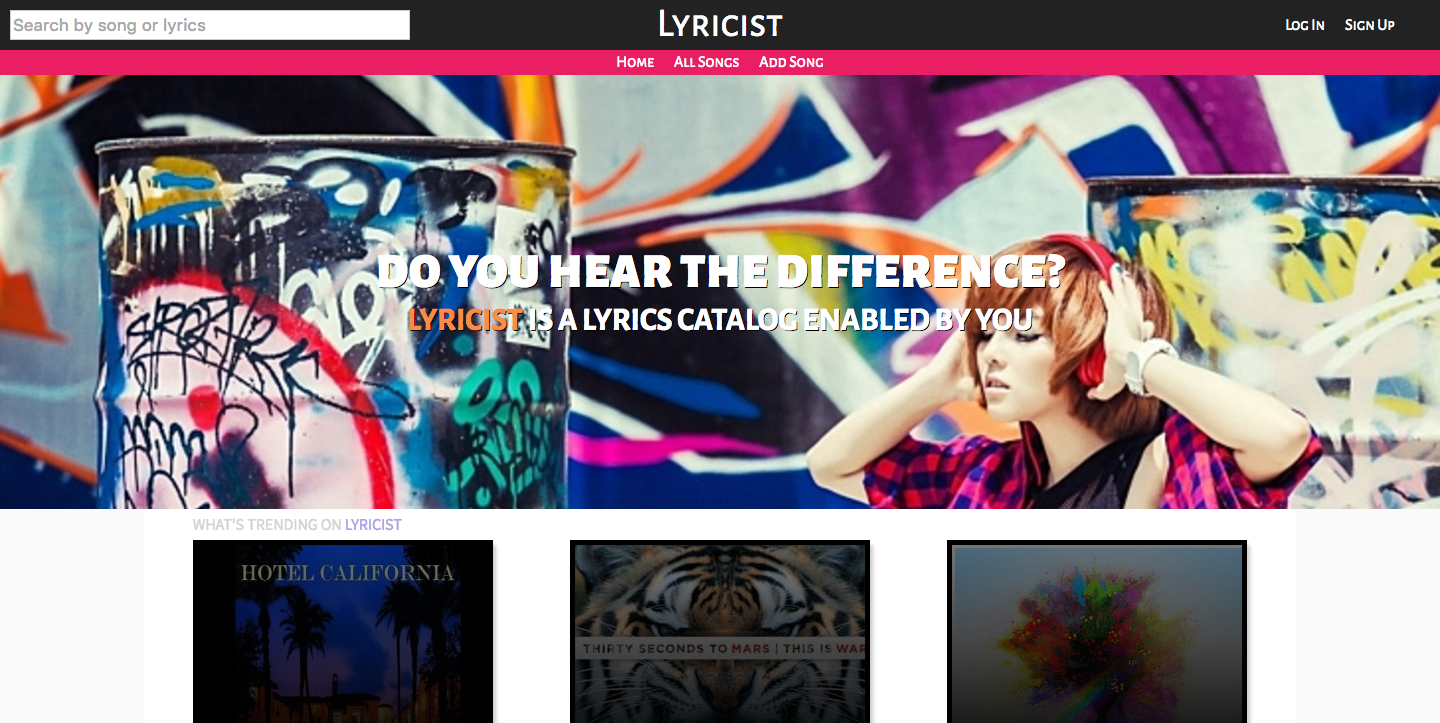 Search by song or lyrics
Lyricist
Log In Sign Up
Home All Songs Add Song
DO YOU HEAR THE DIFFERENCE?
LYRICIST IS A LYRICS CATALOG ENABLED BY YOU
WHAT'S TRENDING ON LYRICIST
HOTEL CALIFORNIA
THIRTY SECONDS TO MARS | THIS IS WAR